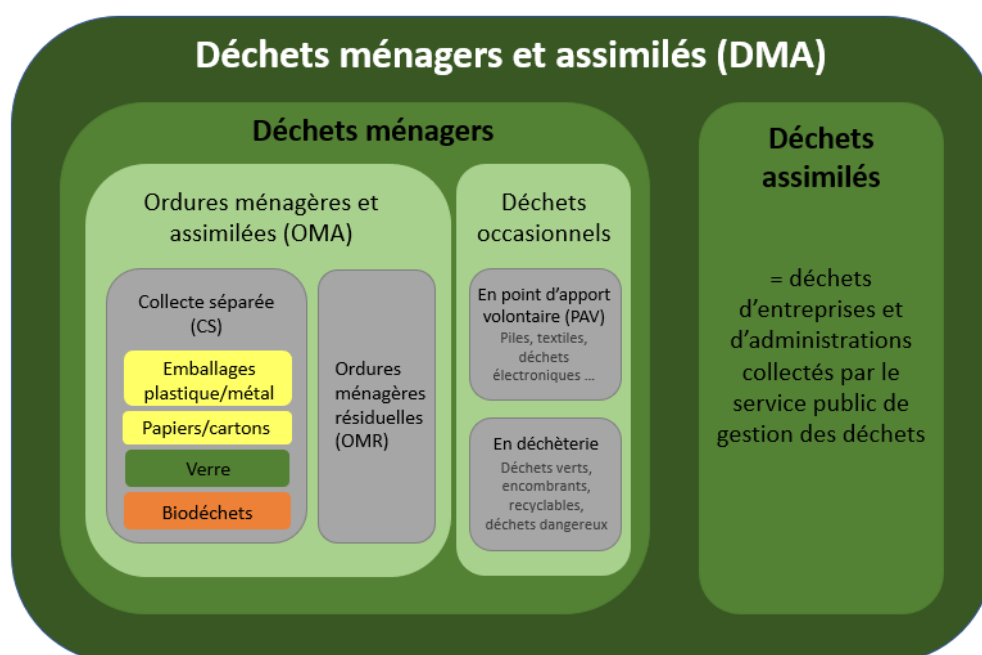 Déchets ménagers et assimilés (DMA)
Déchets ménagers
Ordures ménagères et
assimilées (OMA)
Collecte séparée
(CS)
Emballages
plastique/métal
Papiers/cartons
Verre
Biodéchets
Ordures
ménagères
résiduelles
(OMR)
Déchets
occasionnels
En point d'apport
volontaire (PAV)
Piles, textiles,
déchets
électroniques ...
En déchèterie
Déchets verts,
encombrants,
recyclables,
déchets dangereux
Déchets
assimilés
= déchets
d'entreprises et
d'administrations
collectés par le
service public de
gestion des déchets